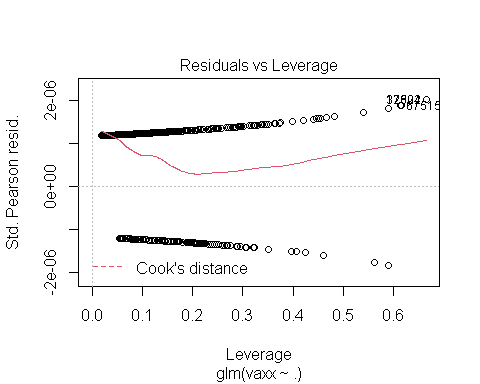 Residuals vs Leverage
Std. Pearson resid.
2e-06
0e+00
-2e-06
67515
Cook's distance
0.0 0.1 0.2 0.3 0.4 0.5 0.6
Leverage
glm(vaxx ~ .)